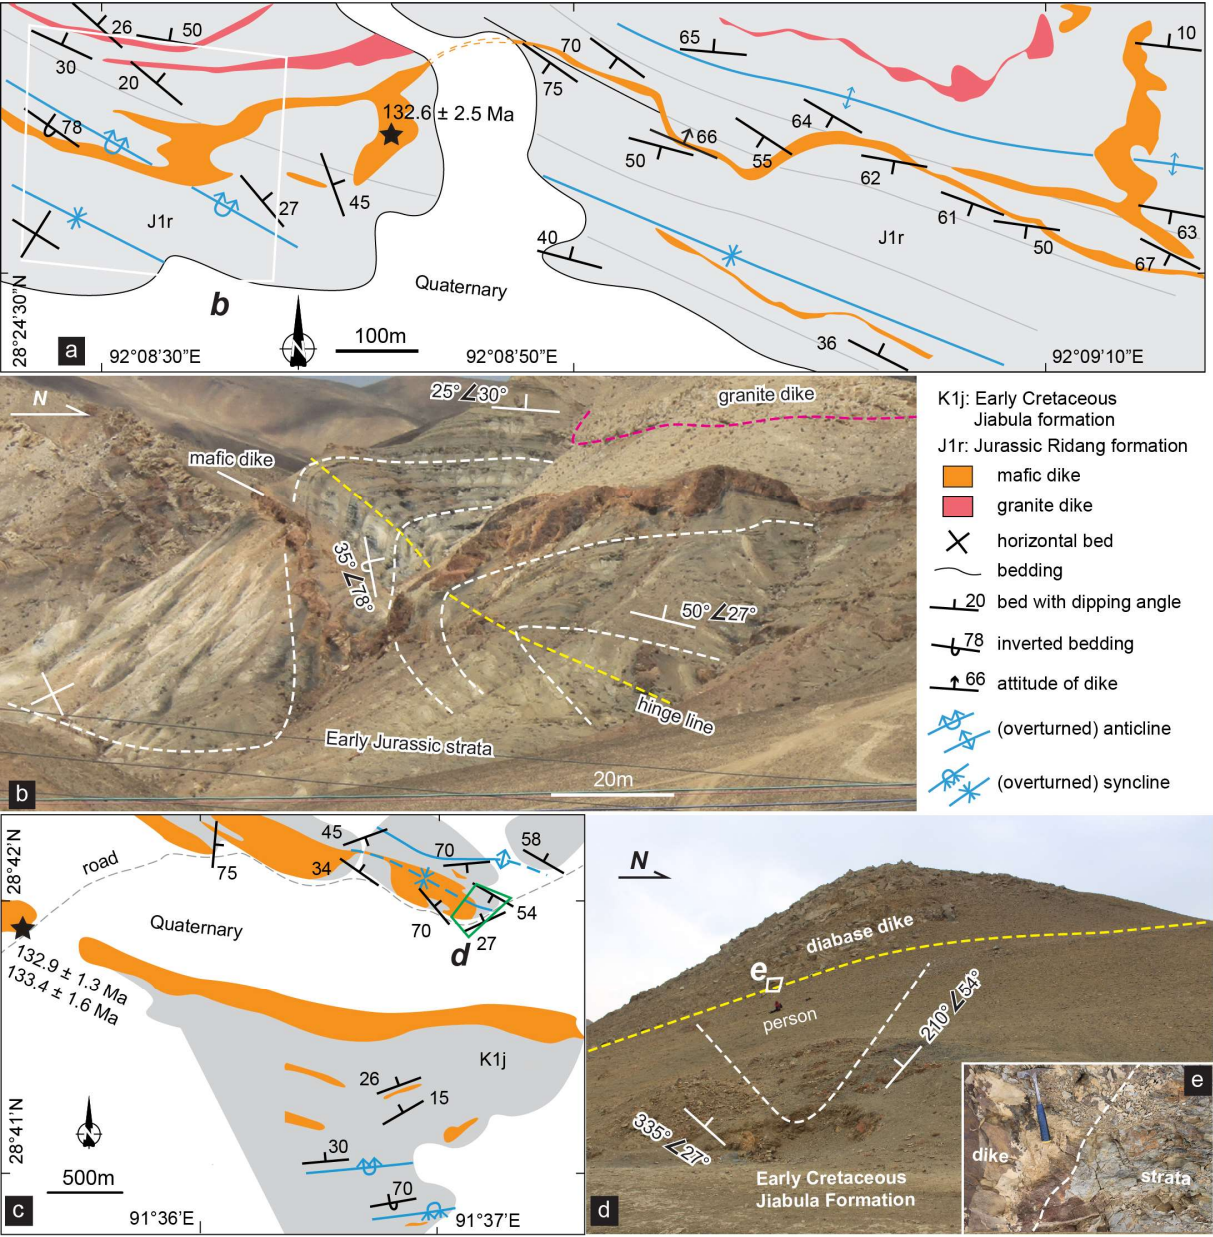 26
50
30
20
78
132.6 ± 2.5 Ma
45
27
J1r
b
70
75
65
10
64
66
50
55
62
61
50
63
67
J1r
40
36
Quaternary
N
100m
28°24'30"N
a
92°08'30"E
92°08'50"E
92°09'10"E
N
25°∠30°
granite dike
mafic dike
35°∠78°
50°∠27°
hinge line
Early Jurassic strata
20m
b
K1j: Early Cretaceous
Jiabula formation
J1r: Jurassic Ridang formation
mafic dike
granite dike
horizontal bed
bedding
20 bed with dipping angle
78 inverted bedding
66 attitude of dike
(overturned) anticline
(overturned) syncline
28°42'N
road
75
45
34
70
58
70
54
27
d
Quaternary
132.9 ± 1.3 Ma
133.4 ± 1.6 Ma
K1j
26
15
30
70
28°41'N
N
500m
c
91°36'E
91°37'E
N
diabase dike
e
person
210°∠54°
335°∠27°
Early Cretaceous
Jiabula Formation
d
e
dike
strata